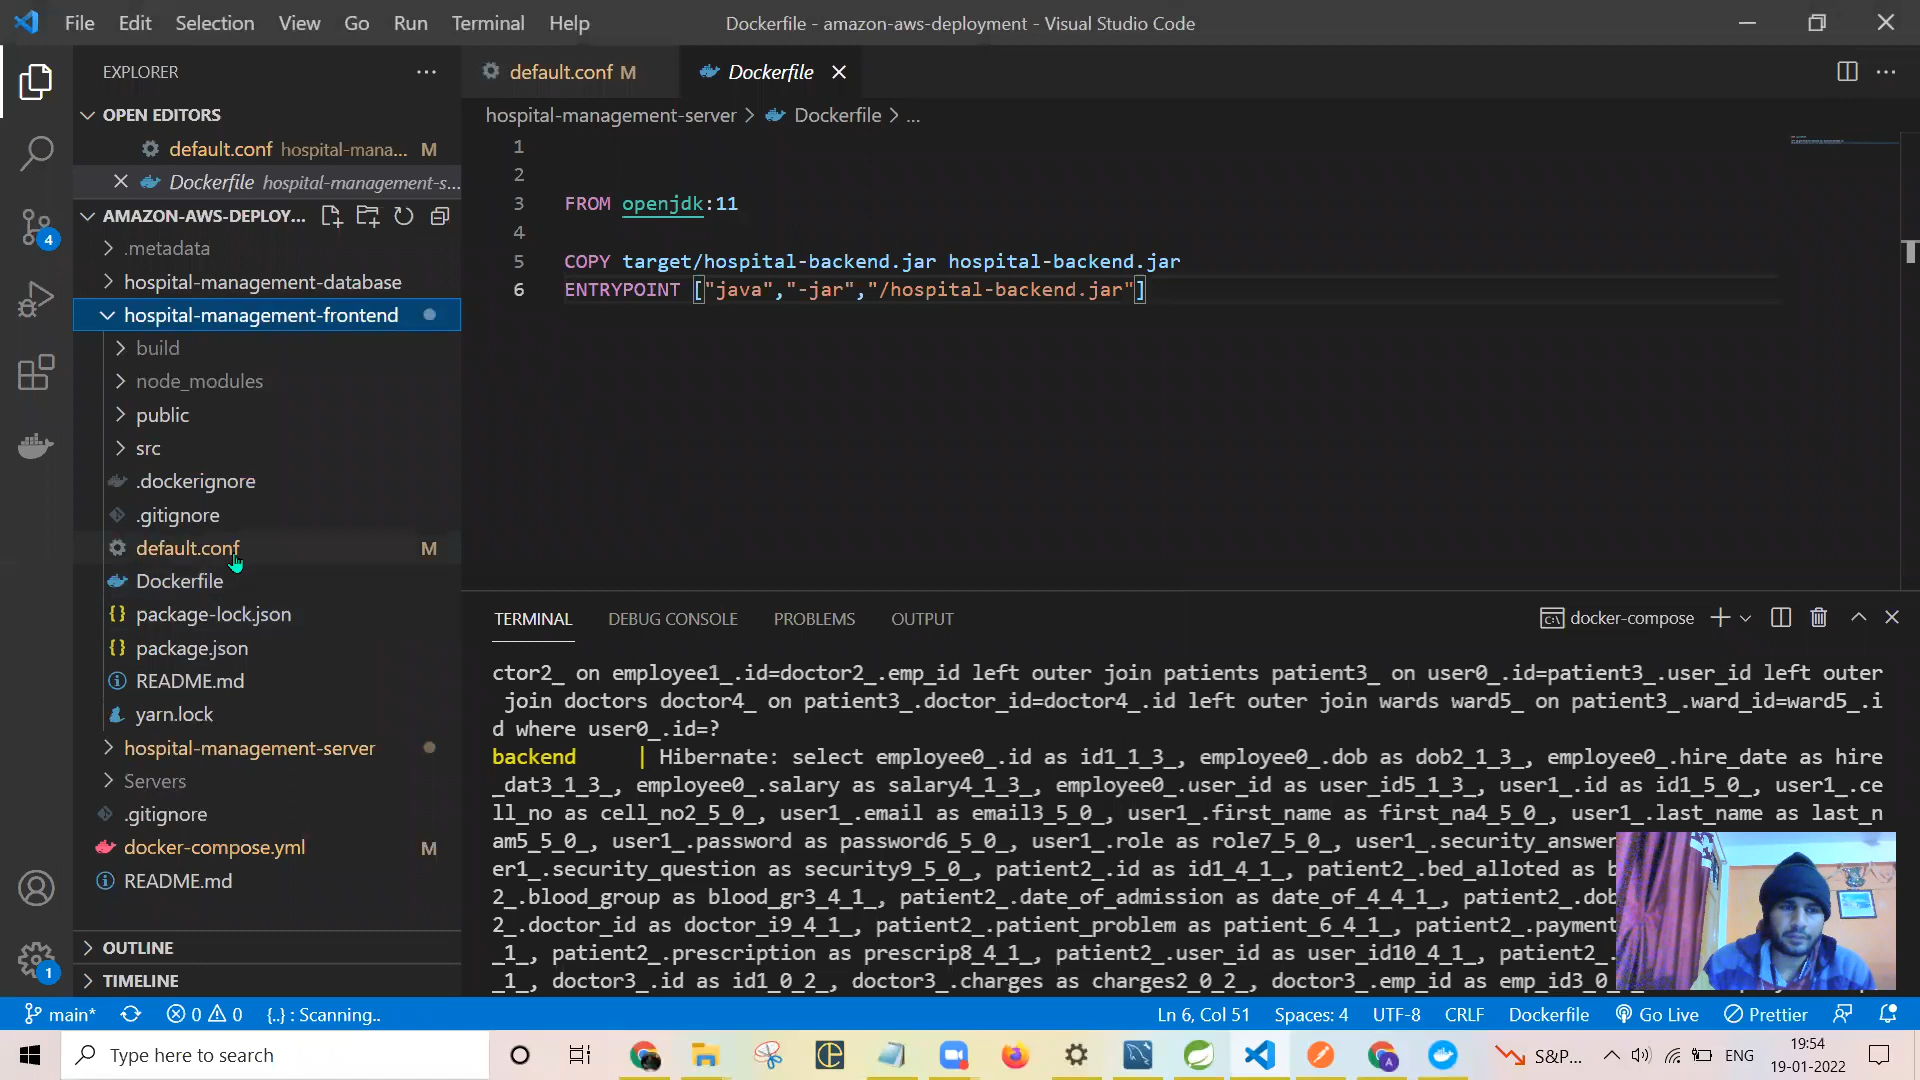 File Edit Selection View Go Run Terminal Help
Dockerfile - amazon-aws-deployment - Visual Studio Code
EXPLORER
OPEN EDITORS
default.conf hospital-mana... M
Dockerfile hospital-management-s...
AMAZON-AWS-DEPLOY...
.metadata
hospital-management-database
hospital-management-frontend
build
node_modules
public
src
.dockerignore
.gitignore
default.conf M
Dockerfile
package-lock.json
package.json
README.md
yarn.lock
hospital-management-server
Servers
.gitignore
docker-compose.yml M
README.md
OUTLINE
TIMELINE
4
1
default.conf M
Dockerfile
hospital-management-server > Dockerfile > ...
1
2
3 FROM openjdk:11
4
5 COPY target/hospital-backend.jar hospital-backend.jar
6 ENTRYPOINT ["java","-jar","/hospital-backend.jar"]
TERMINAL DEBUG CONSOLE PROBLEMS OUTPUT
docker-compose
ctor2_ on employee1_.id=doctor2_.emp_id left outer join patients patient3_ on user0_.id=patient3_.user_id left outer
join doctors doctor4_ on patient3_.doctor_id=doctor4_.id left outer join wards ward5_ on patient3_.ward_id=ward5_.i
d where user0_.id=?
backend | Hibernate: select employee0_.id as id1_1_3_, employee0_.dob as dob2_1_3_, employee0_.hire_date as hire
_dat3_1_3_, employee0_.salary as salary4_1_3_, employee0_.user_id as user_id5_1_3_, user1_.id as id1_5_0_, user1_.ce
ll_no as cell_no2_5_0_, user1_.email as email3_5_0_, user1_.first_name as first_na4_5_0_, user1_.last_name as last_n
am5_5_0_, user1_.password as password6_5_0_, user1_.role as role7_5_0_, user1_.security_answer
er1_.security_question as security9_5_0_, patient2_.id as id1_4_1_, patient2_.bed_alloted as b
2_.blood_group as blood_gr3_4_1_, patient2_.date_of_admission as date_of_4_4_1_, patient2_.dob
2_.doctor_id as doctor_i9_4_1_, patient2_.patient_problem as patient_6_4_1_, patient2_.payment
_1_, patient2_.prescription as prescrip8_4_1_, patient2_.user_id as user_id10_4_1_, patient2_.
_1_, doctor3_.id as id1_0_2_, doctor3_.charges as charges2_0_2_, doctor3_.emp_id as emp_id3_0_
main* 0 0 {..} : Scanning..
Ln 6, Col 51 Spaces: 4 UTF-8 CRLF Dockerfile Go Live Prettier
Type here to search
S&P...
ENG
19:54
19-01-2022